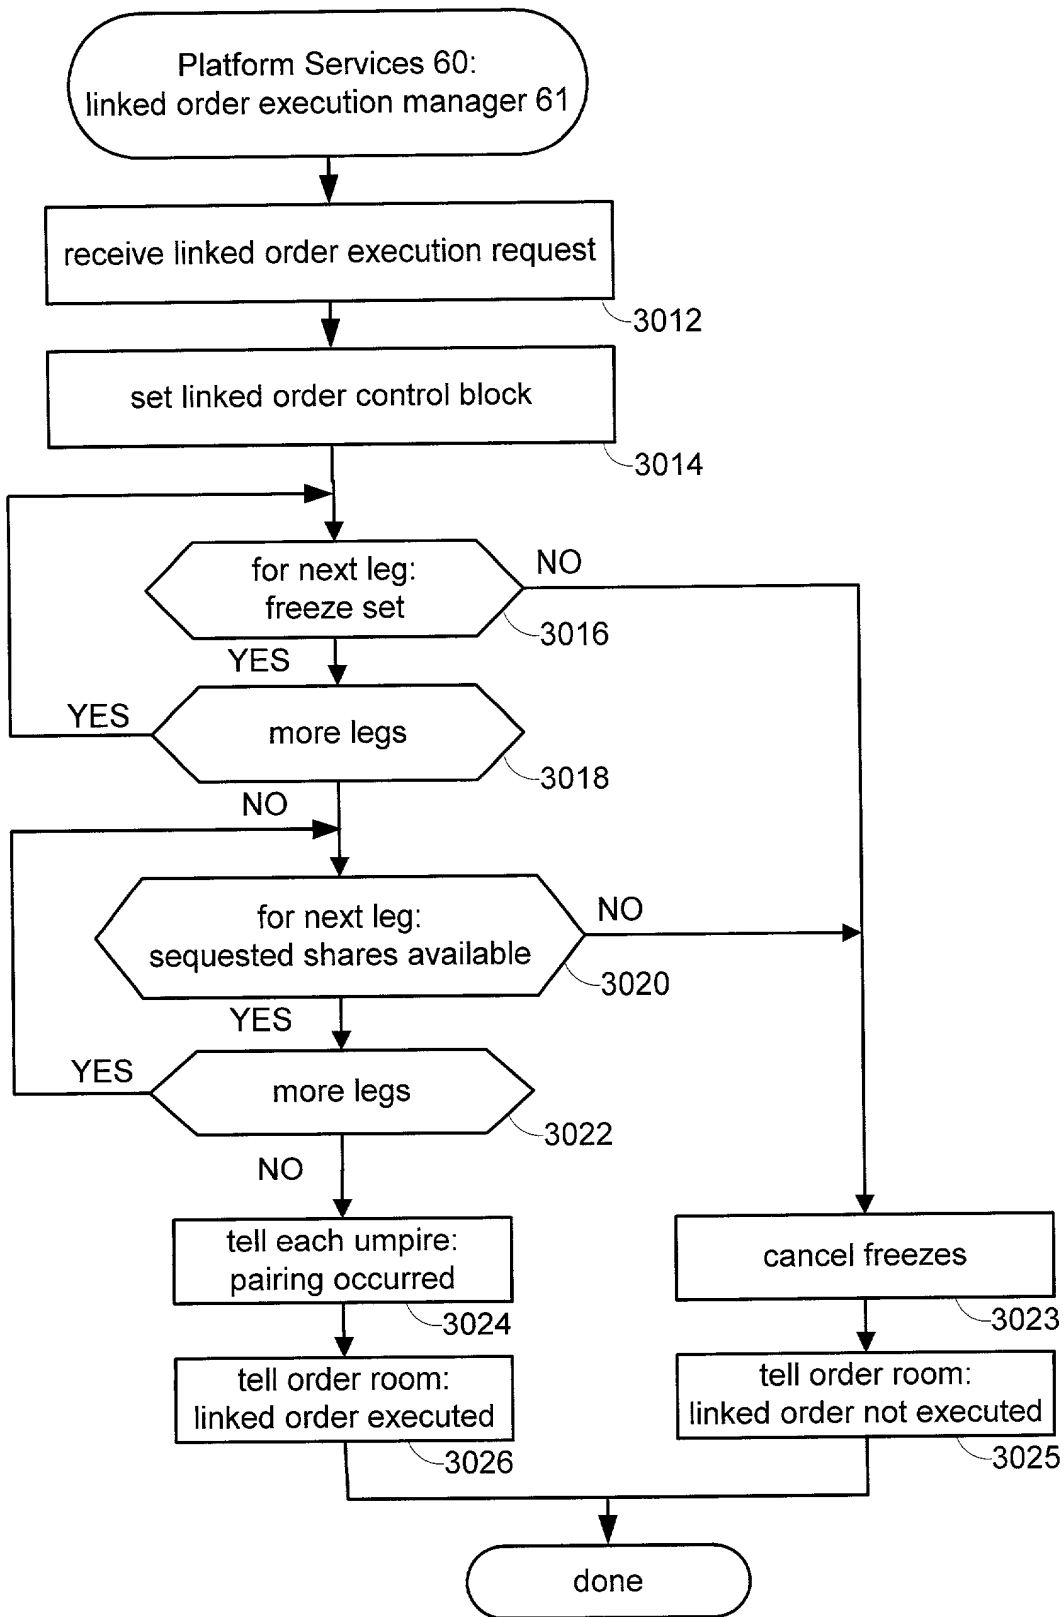 Platform Services 60:
linked order execution manager 61
receive linked order execution request
3012
set linked order control block
3014
for next leg:
freeze set
NO
3016
YES
more legs
YES
3018
NO
for next leg:
sequested shares available
NO
3020
YES
more legs
YES
3022
NO
tell each umpire:
pairing occurred
3024
cancel freezes
3023
tell order room:
linked order executed
3026
tell order room:
linked order not executed
3025
done